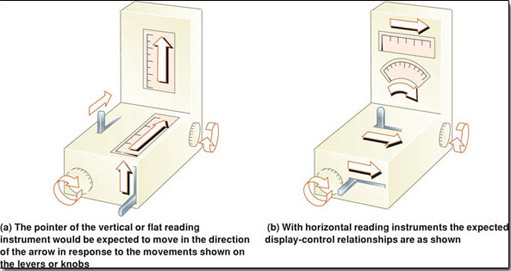 (a) The pointer of the vertical or flat reading
instrument would be expected to move in the direction
of the arrow in response to the movements shown on
the levers or knobs
(b) With horizontal reading instruments the expected
display-control relationships are as shown